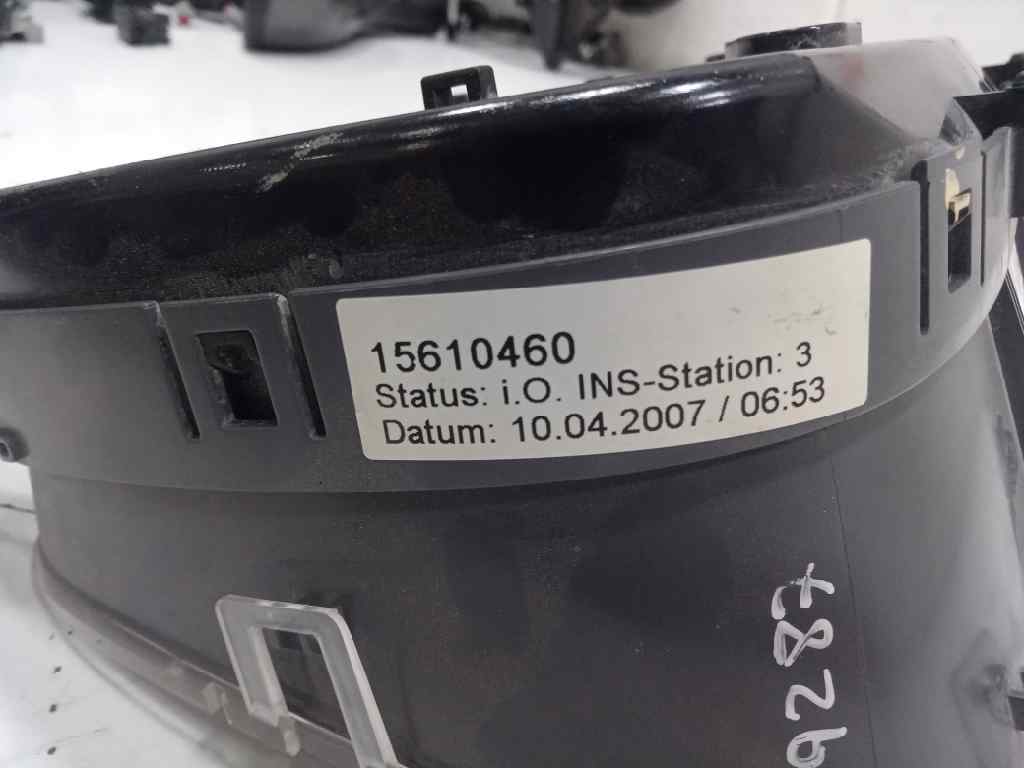 15610460
Status: i.O. INS-Station: 3
Datum: 10.04.2007 / 06:53